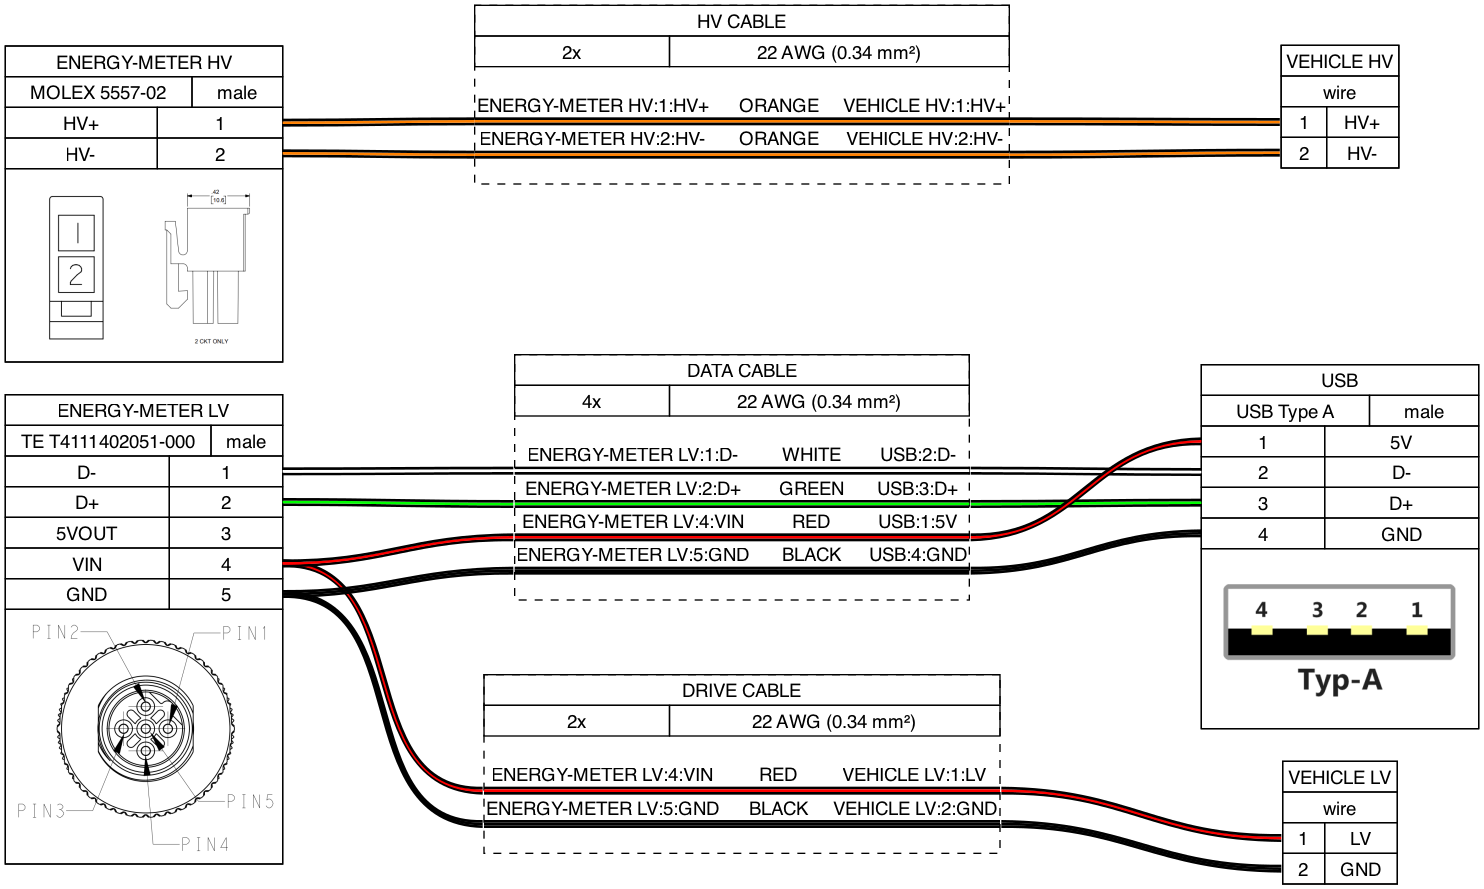 HV CABLE
2x 22 AWG (0.34 mm²)
ENERGY-METER HV:1:HV+ ORANGE VEHICLE HV:1:HV+
ENERGY-METER HV:2:HV- ORANGE VEHICLE HV:2:HV-
ENERGY-METER HV
MOLEX 5557-02 male
HV+ 1
HV- 2
1
2
.42
[10.6]
2 CKT ONLY
VEHICLE HV
wire
1 HV+
2 HV-
DATA CABLE
4x 22 AWG (0.34 mm²)
ENERGY-METER LV:1:D- WHITE USB:2:D-
ENERGY-METER LV:2:D+ GREEN USB:3:D+
ENERGY-METER LV:4:VIN RED USB:1:5V
ENERGY-METER LV:5:GND BLACK USB:4:GND
ENERGY-METER LV
TE T4111402051-000 male
D- 1
D+ 2
5VOUT 3
VIN 4
GND 5
PIN2 PIN1
PIN3 PIN5
PIN4
USB
USB Type A male
1 5V
2 D-
3 D+
4 GND
4 3 2 1
Typ-A
DRIVE CABLE
2x 22 AWG (0.34 mm²)
ENERGY-METER LV:4:VIN RED VEHICLE LV:1:LV
ENERGY-METER LV:5:GND BLACK VEHICLE LV:2:GND
VEHICLE LV
wire
1 LV
2 GND